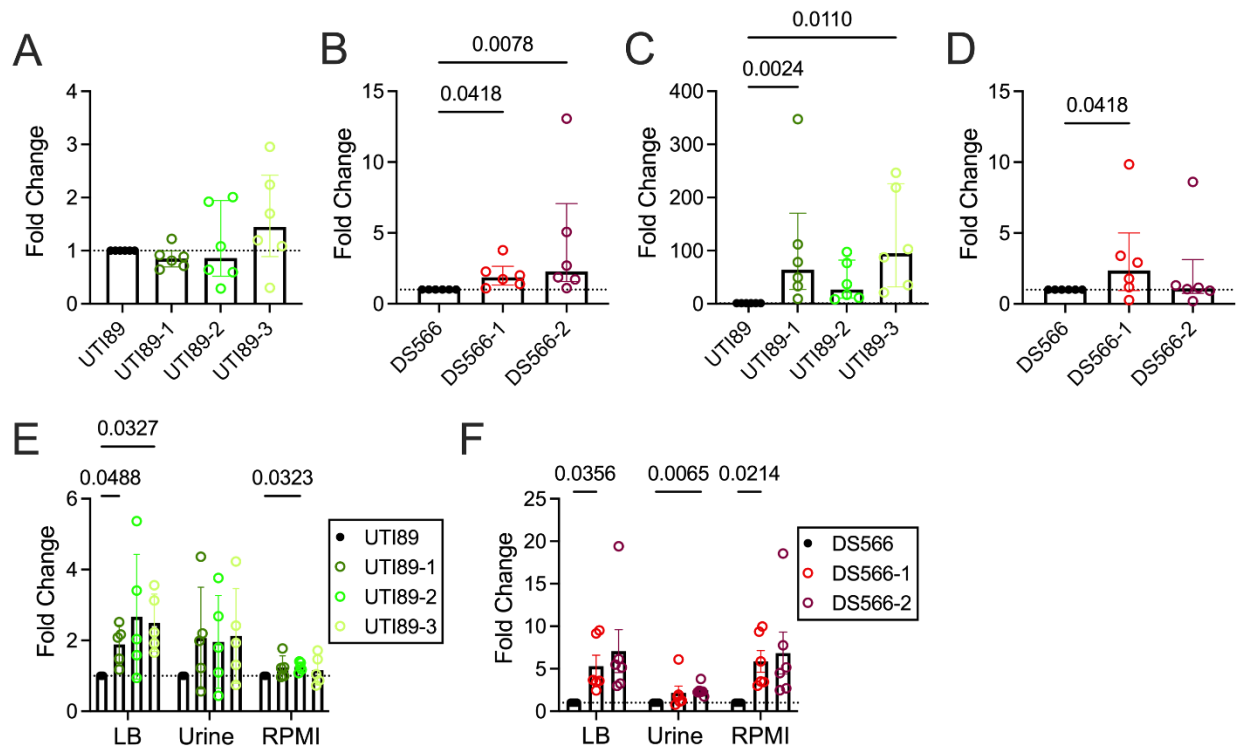 A
Fold Change
4
3
2
1
0
UTI89
UTI89-1
UTI89-2
UTI89-3
B
0.0078
0.0418
Fold Change
15
10
5
0
DS566
DS566-1
DS566-2
C
0.0110
0.0024
Fold Change
400
300
200
100
0
UTI89
UTI89-1
UTI89-2
UTI89-3
D
0.0418
Fold Change
15
10
5
0
DS566
DS566-1
DS566-2
E
0.0327
0.0488
0.0323
Fold Change
6
4
2
0
LB
Urine
RPMI
UTI89
UTI89-1
UTI89-2
UTI89-3
F
0.0356
0.0065
0.0214
Fold Change
25
20
15
10
5
0
LB
Urine
RPMI
DS566
DS566-1
DS566-2